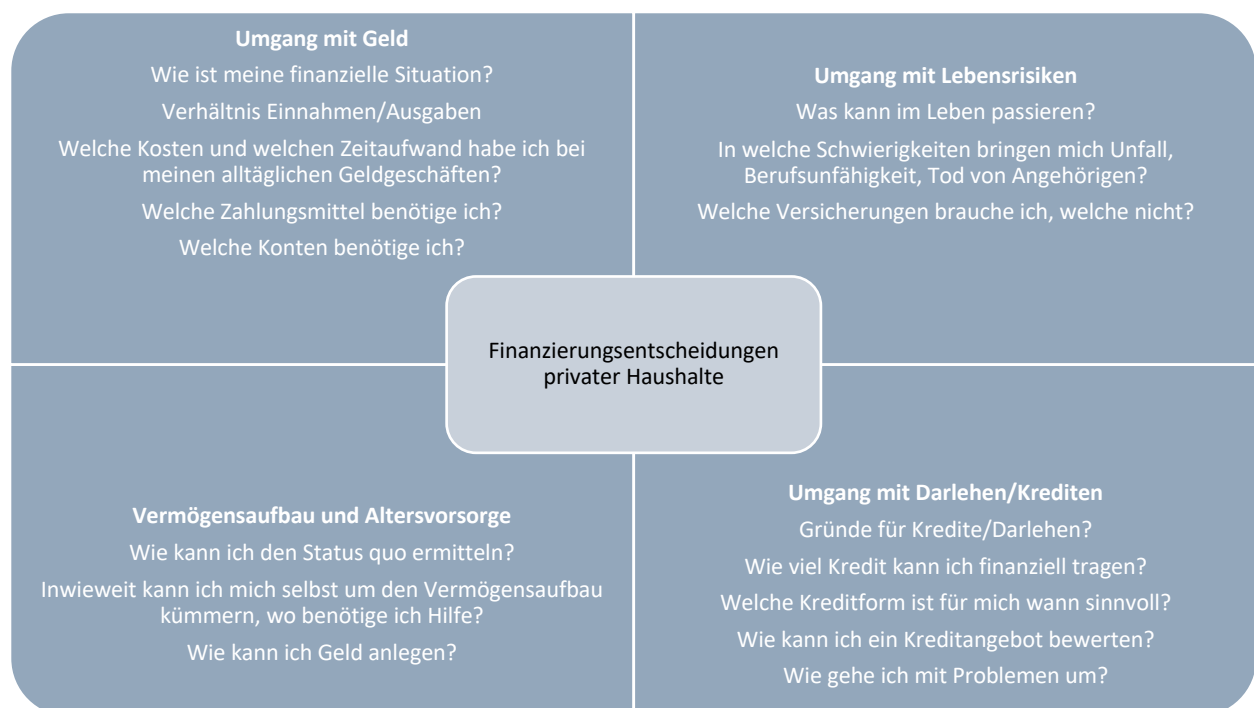 Umgang mit Geld
Wie ist meine finanzielle Situation?
Verhältnis Einnahmen/Ausgaben
Welche Kosten und welchen Zeitaufwand habe ich bei
meinen alltäglichen Geldgeschäften?
Welche Zahlungsmittel benötige ich?
Welche Konten benötige ich?
Umgang mit Lebensrisiken
Was kann im Leben passieren?
In welche Schwierigkeiten bringen mich Unfall,
Berufsunfähigkeit, Tod von Angehörigen?
Welche Versicherungen brauche ich, welche nicht?
Finanzierungsentscheidungen
privater Haushalte
Vermögensaufbau und Altersvorsorge
Wie kann ich den Status quo ermitteln?
Inwieweit kann ich mich selbst um den Vermögensaufbau
kümmern, wo benötige ich Hilfe?
Wie kann ich Geld anlegen?
Umgang mit Darlehen/Krediten
Gründe für Kredite/Darlehen?
Wie viel Kredit kann ich finanziell tragen?
Welche Kreditform ist für mich wann sinnvoll?
Wie kann ich ein Kreditangebot bewerten?
Wie gehe ich mit Problemen um?